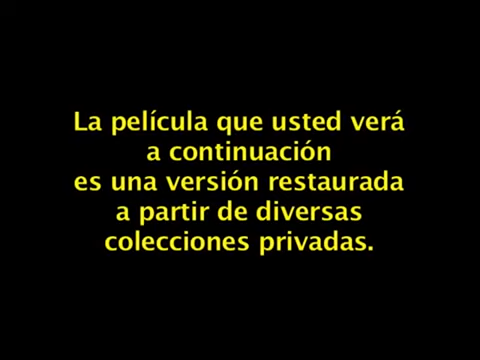 La película que usted verá
a continuación
es una versión restaurada
a partir de diversas
colecciones privadas.